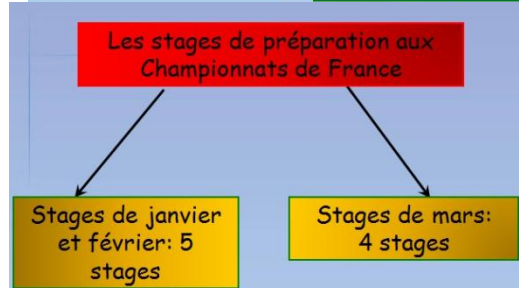 Les stages de préparation aux
Championnats de France
Stages de janvier
et février: 5
stages
Stages de mars:
4 stages